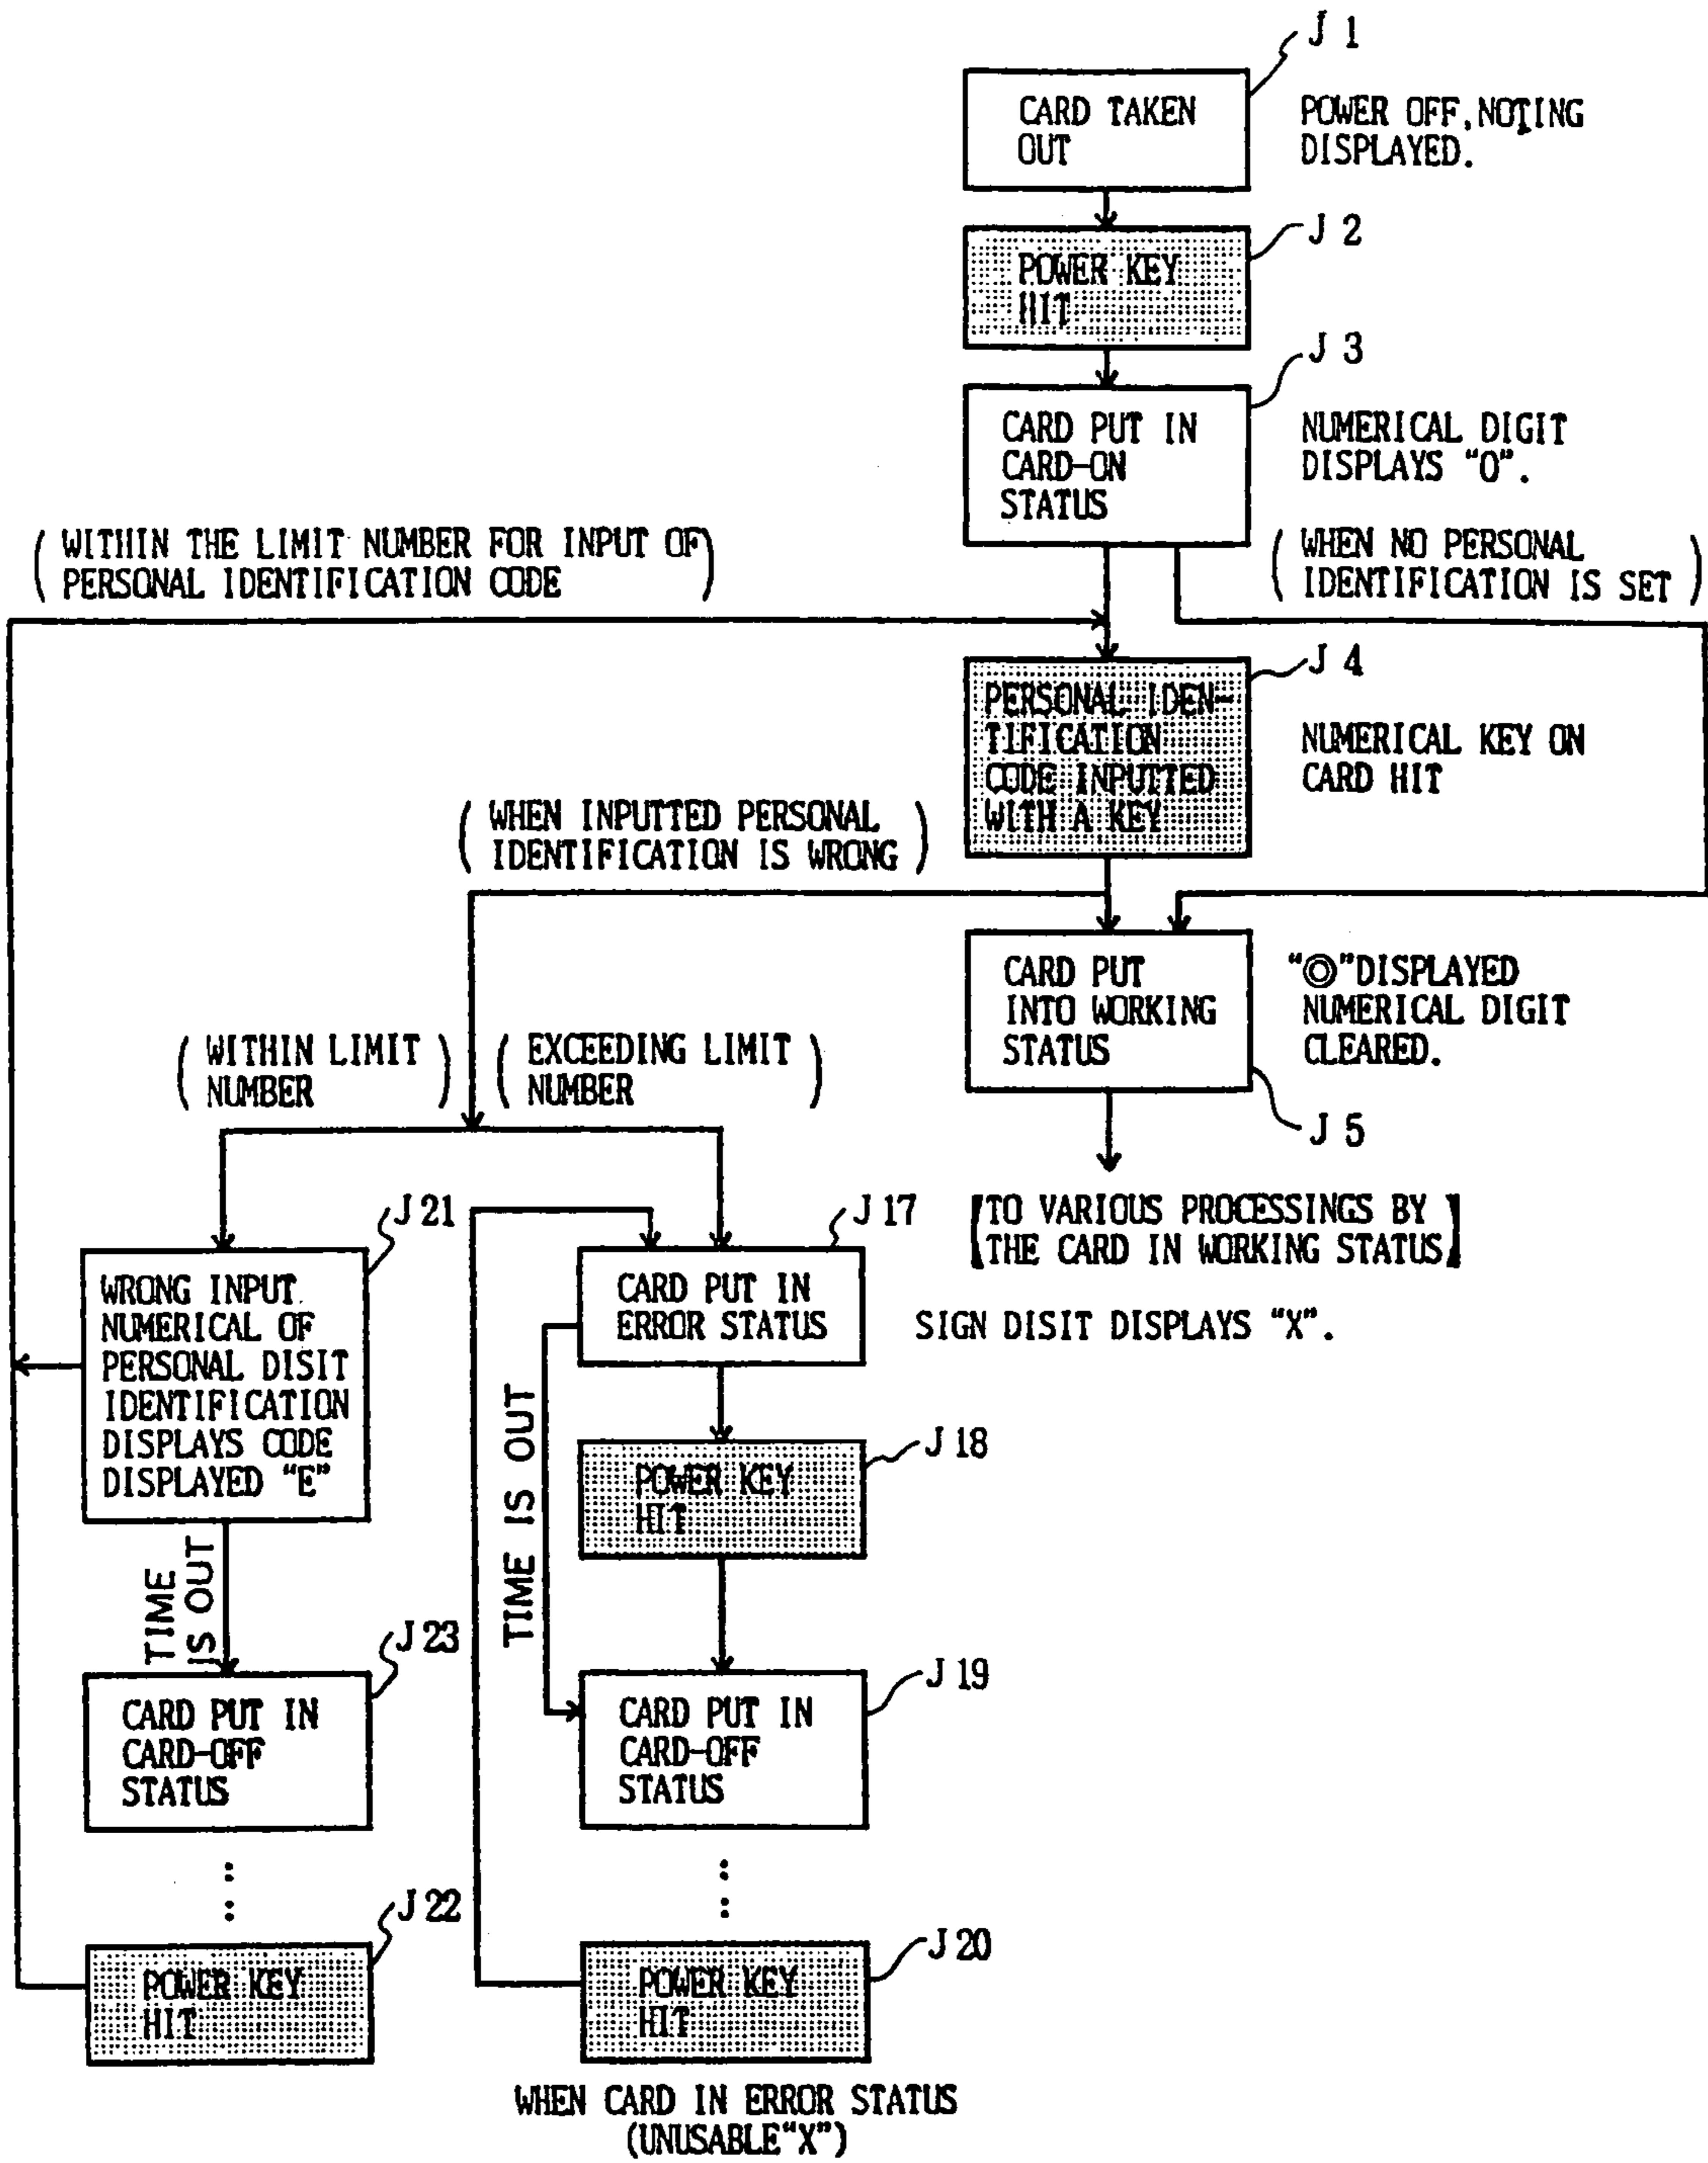 J 1
CARD TAKEN
OUT
POWER OFF, NOTING
DISPLAYED.
J 2
POWER KEY
HIT
J 3
CARD PUT IN
CARD-ON
STATUS
NUMERICAL DIGIT
DISPLAYS "O".
( WITHIN THE LIMIT NUMBER FOR INPUT OF
PERSONAL IDENTIFICATION CODE )
( WHEN NO PERSONAL
IDENTIFICATION IS SET )
J 4
PERSONAL IDEN-
TIFICATION
CODE INPUTTED
WITH A KEY
NUMERICAL KEY ON
CARD HIT
( WHEN INPUTTED PERSONAL
IDENTIFICATION IS WRONG )
CARD PUT
INTO WORKING
STATUS
"◎"DISPLAYED
NUMERICAL DIGIT
CLEARED.
J 5
( WITHIN LIMIT
NUMBER )
( EXCEEDING LIMIT
NUMBER )
[TO VARIOUS PROCESSINGS BY
THE CARD IN WORKING STATUS]
J 21
WRONG INPUT
NUMERICAL OF
PERSONAL DISIT
IDENTIFICATION
DISPLAYS CODE
DISPLAYED "E"
J 17
CARD PUT IN
ERROR STATUS
SIGN DISIT DISPLAYS "X".
TIME IS OUT
J 18
POWER KEY
HIT
TIME
IS OUT
J 23
CARD PUT IN
CARD-OFF
STATUS
J 19
CARD PUT IN
CARD-OFF
STATUS
J 22
POWER KEY
HIT
J 20
POWER KEY
HIT
WHEN CARD IN ERROR STATUS
(UNUSABLE"X")